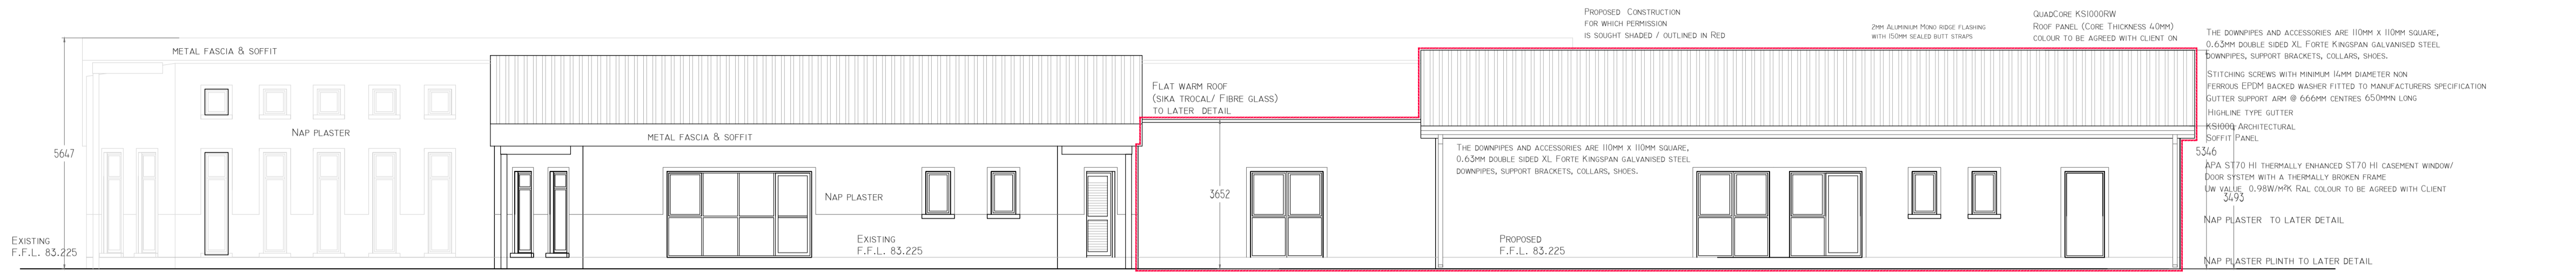 METAL FASCIA & SOFFIT
NAP PLASTER
5647
EXISTING
F.F.L. 83.225
METAL FASCIA & SOFFIT
NAP PLASTER
EXISTING
F.F.L. 83.225
FLAT WARM ROOF
(SIKA TROCAL/ FIBRE GLASS)
TO LATER DETAIL
3652
PROPOSED CONSTRUCTION
FOR WHICH PERMISSION
IS SOUGHT SHADED / OUTLINED IN RED
2MM ALUMINIUM MONO RIDGE FLASHING
WITH 150MM SEALED BUTT STRAPS
QUADCORE KS1000RW
ROOF PANEL (CORE THICKNESS 40MM)
COLOUR TO BE AGREED WITH CLIENT ON
THE DOWNPIPES AND ACCESSORIES ARE 110MM X 110MM SQUARE,
0.63MM DOUBLE SIDED XL FORTE KINGSPAN GALVANISED STEEL
DOWNPIPES, SUPPORT BRACKETS, COLLARS, SHOES.
PROPOSED
F.F.L. 83.225
THE DOWNPIPES AND ACCESSORIES ARE 110MM X 110MM SQUARE,
0.63MM DOUBLE SIDED XL FORTE KINGSPAN GALVANISED STEEL
DOWNPIPES, SUPPORT BRACKETS, COLLARS, SHOES.
STITCHING SCREWS WITH MINIMUM 14MM DIAMETER NON
FERROUS EPDM BACKED WASHER FITTED TO MANUFACTURERS SPECIFICATION
GUTTER SUPPORT ARM @ 666MM CENTRES 650MMN LONG
HIGHLINE TYPE GUTTER
KS1000 ARCHITECTURAL
SOFFIT PANEL
5346
APA ST70 HI THERMALLY ENHANCED ST70 HI CASEMENT WINDOW/
DOOR SYSTEM WITH A THERMALLY BROKEN FRAME
UW VALUE 0.98W/M²K RAL COLOUR TO BE AGREED WITH CLIENT
3493
NAP PLASTER TO LATER DETAIL
NAP PLASTER PLINTH TO LATER DETAIL